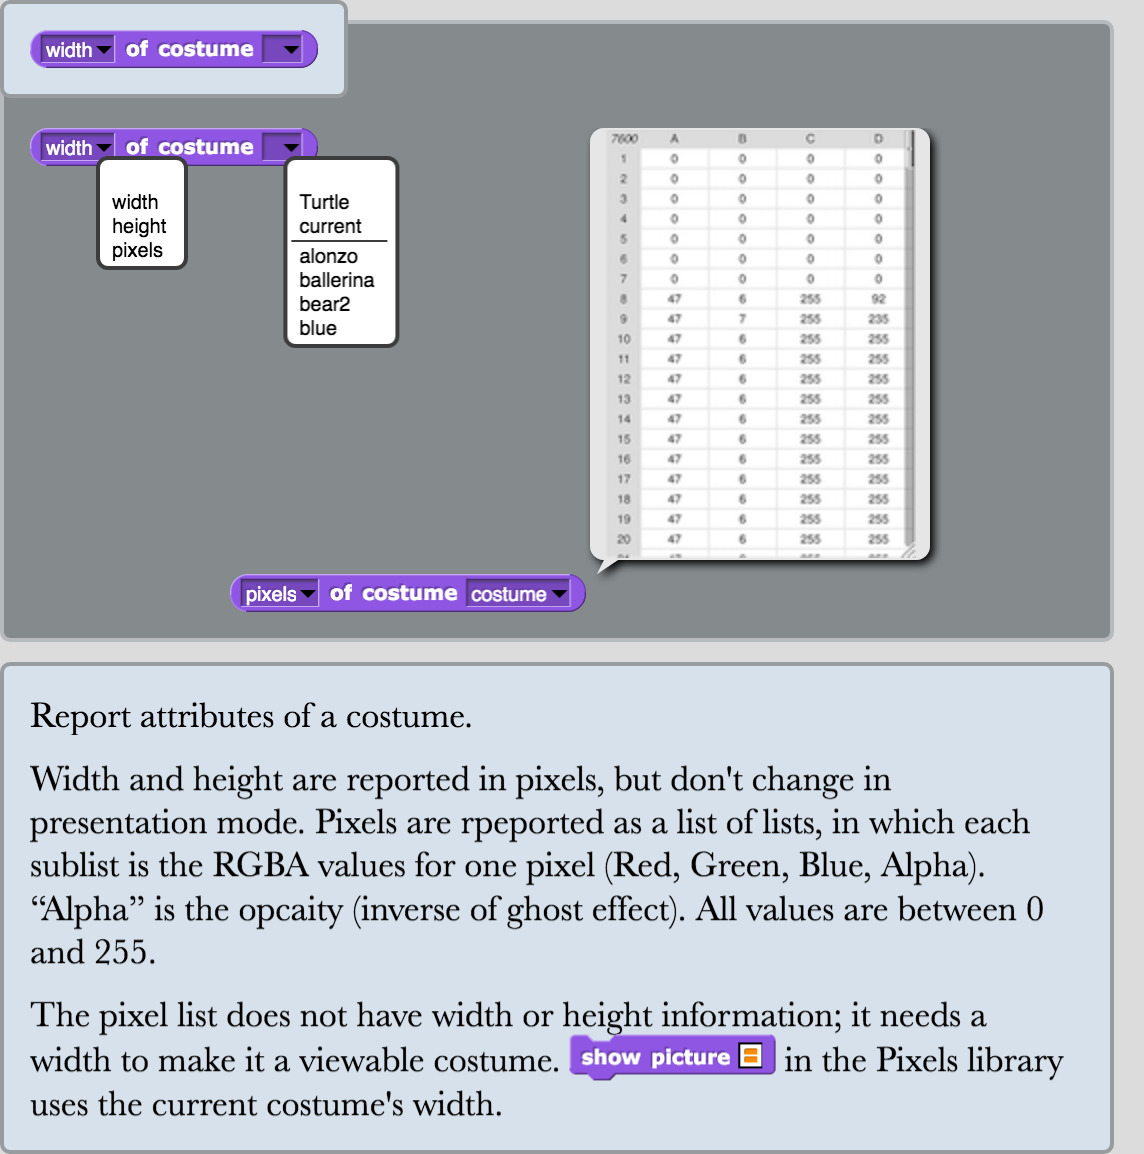 width of costume
width of costume
width
height
pixels
Turtle
current
alonzo
ballerina
bear2
blue
7600 A B C D
1 0 0 0 0
2 0 0 0 0
3 0 0 0 0
4 0 0 0 0
5 0 0 0 0
6 0 0 0 0
7 0 0 0 0
8 47 6 255 92
9 47 7 255 235
10 47 6 255 255
11 47 6 255 255
12 47 6 255 255
13 47 6 255 255
14 47 6 255 255
15 47 6 255 255
16 47 6 255 255
17 47 6 255 255
18 47 6 255 255
19 47 6 255 255
20 47 6 255 255
pixels of costume costume
Report attributes of a costume.
Width and height are reported in pixels, but don't change in
presentation mode. Pixels are rpeported as a list of lists, in which each
sublist is the RGBA values for one pixel (Red, Green, Blue, Alpha).
“Alpha” is the opcaity (inverse of ghost effect). All values are between 0
and 255.
The pixel list does not have width or height information; it needs a
width to make it a viewable costume. show picture in the Pixels library
uses the current costume's width.